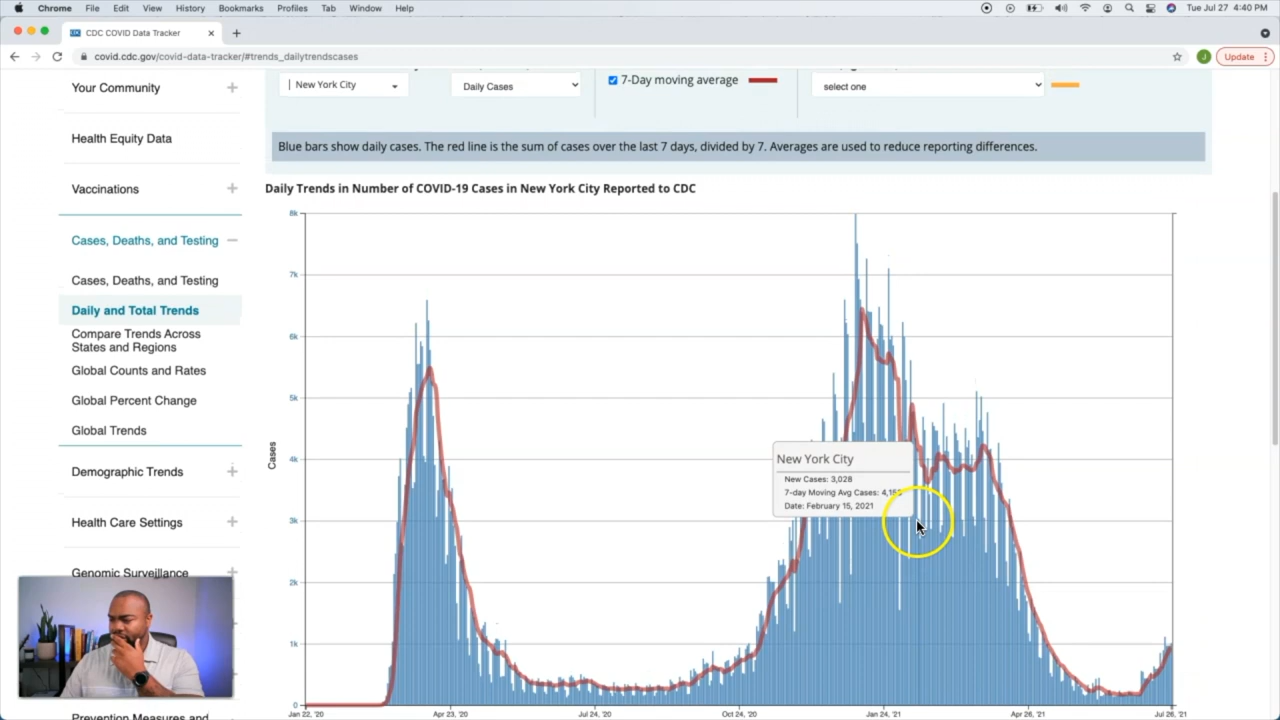 Chrome File Edit View History Bookmarks Profiles Tab Window Help Tue Jul 27 4:40 PM
CDC COVID Data Tracker
covid.cdc.gov/covid-data-tracker/#trends_dailytrendscases
J
Update
Your Community
Health Equity Data
Vaccinations
Cases, Deaths, and Testing
Cases, Deaths, and Testing
Daily and Total Trends
Compare Trends Across
States and Regions
Global Counts and Rates
Global Percent Change
Global Trends
Demographic Trends
Health Care Settings
Genomic Surveillance
Prevention Measures and
New York City
Daily Cases
7-Day moving average
select one
Blue bars show daily cases. The red line is the sum of cases over the last 7 days, divided by 7. Averages are used to reduce reporting differences.
Daily Trends in Number of COVID-19 Cases in New York City Reported to CDC
8k
7k
6k
5k
4k
3k
2k
1k
0
Cases
New York City
New Cases: 3,028
7-day Moving Avg Cases:
Date: February 15, 2021
Jan 22, '20
Apr 23, '20
Jul 24, '20
Oct 24, '20
Jan 24, '21
Apr 26, '21
Jul 26, '21